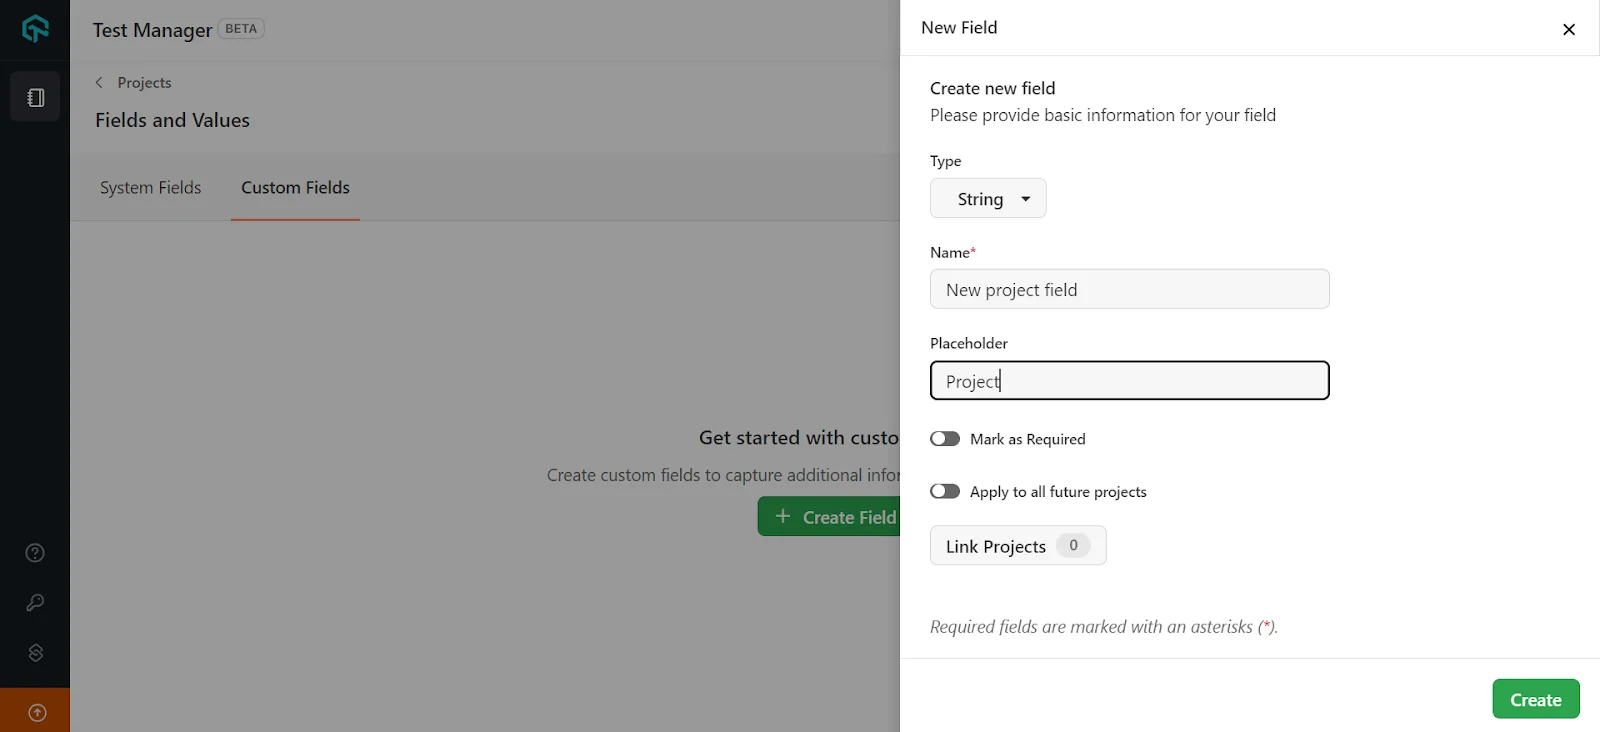 Test Manager BETA
Projects
Fields and Values
System Fields Custom Fields
Get started with custo
Create custom fields to capture additional infor
+ Create Field
New Field
Create new field
Please provide basic information for your field
Type
String
Name*
New project field
Placeholder
Project
Mark as Required
Apply to all future projects
Link Projects 0
Required fields are marked with an asterisks (*).
Create